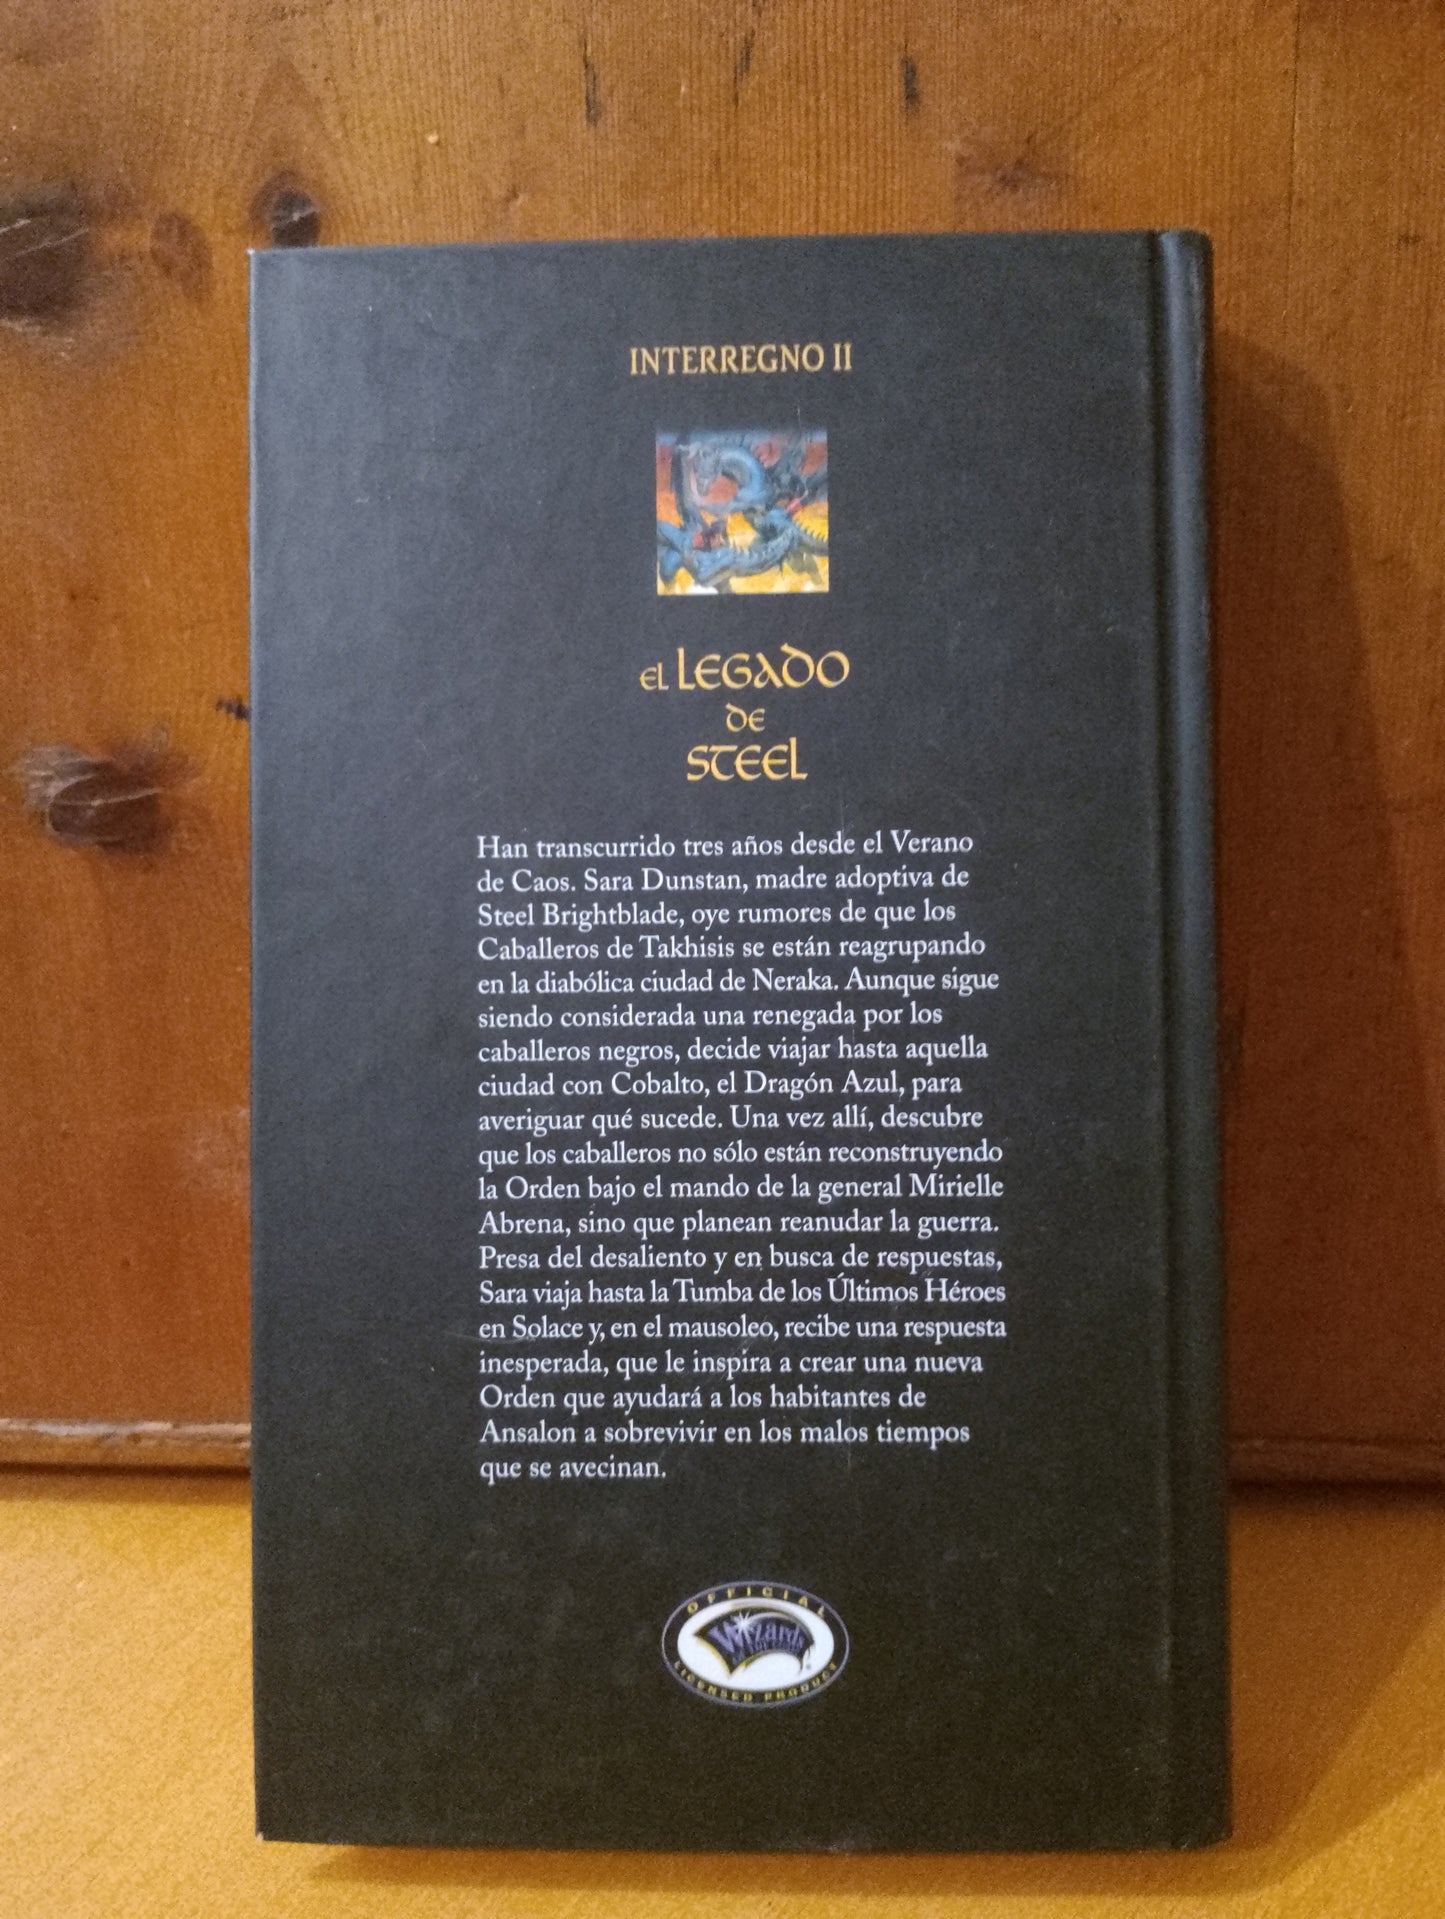 INTERREGNO II
EL LEGADO
DE
STEEL
Han transcurrido tres años desde el Verano
de Caos. Sara Dunstan, madre adoptiva de
Steel Brightblade, oye rumores de que los
Caballeros de Takhisis se están reagrupando
en la diabólica ciudad de Neraka. Aunque sigue
siendo considerada una renegada por los
caballeros negros, decide viajar hasta aquella
ciudad con Cobalto, el Dragón Azul, para
averiguar qué sucede. Una vez allí, descubre
que los caballeros no sólo están reconstruyendo
la Orden bajo el mando de la general Mirielle
Abrena, sino que planean reanudar la guerra.
Presa del desaliento y en busca de respuestas,
Sara viaja hasta la Tumba de los Últimos Héroes
en Solace y, en el mausoleo, recibe una respuesta
inesperada, que le inspira a crear una nueva
Orden que ayudará a los habitantes de
Ansalon a sobrevivir en los malos tiempos
que se avecinan.
OFFICIAL
Wizards
OF THE COAST
LICENSED PRODUCT